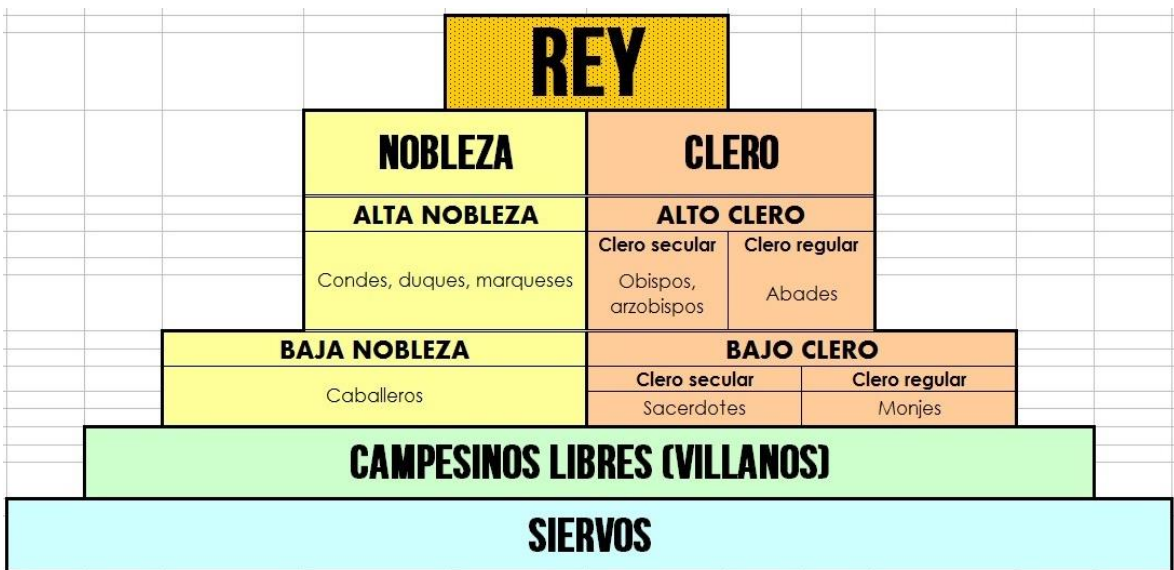 REY
NOBLEZA
CLERO
ALTA NOBLEZA
ALTO CLERO
Condes, duques, marqueses
Clero secular
Clero regular
Obispos,
arzobispos
Abades
BAJA NOBLEZA
BAJO CLERO
Caballeros
Clero secular
Clero regular
Sacerdotes
Monjes
CAMPESINOS LIBRES (VILLANOS)
SIERVOS